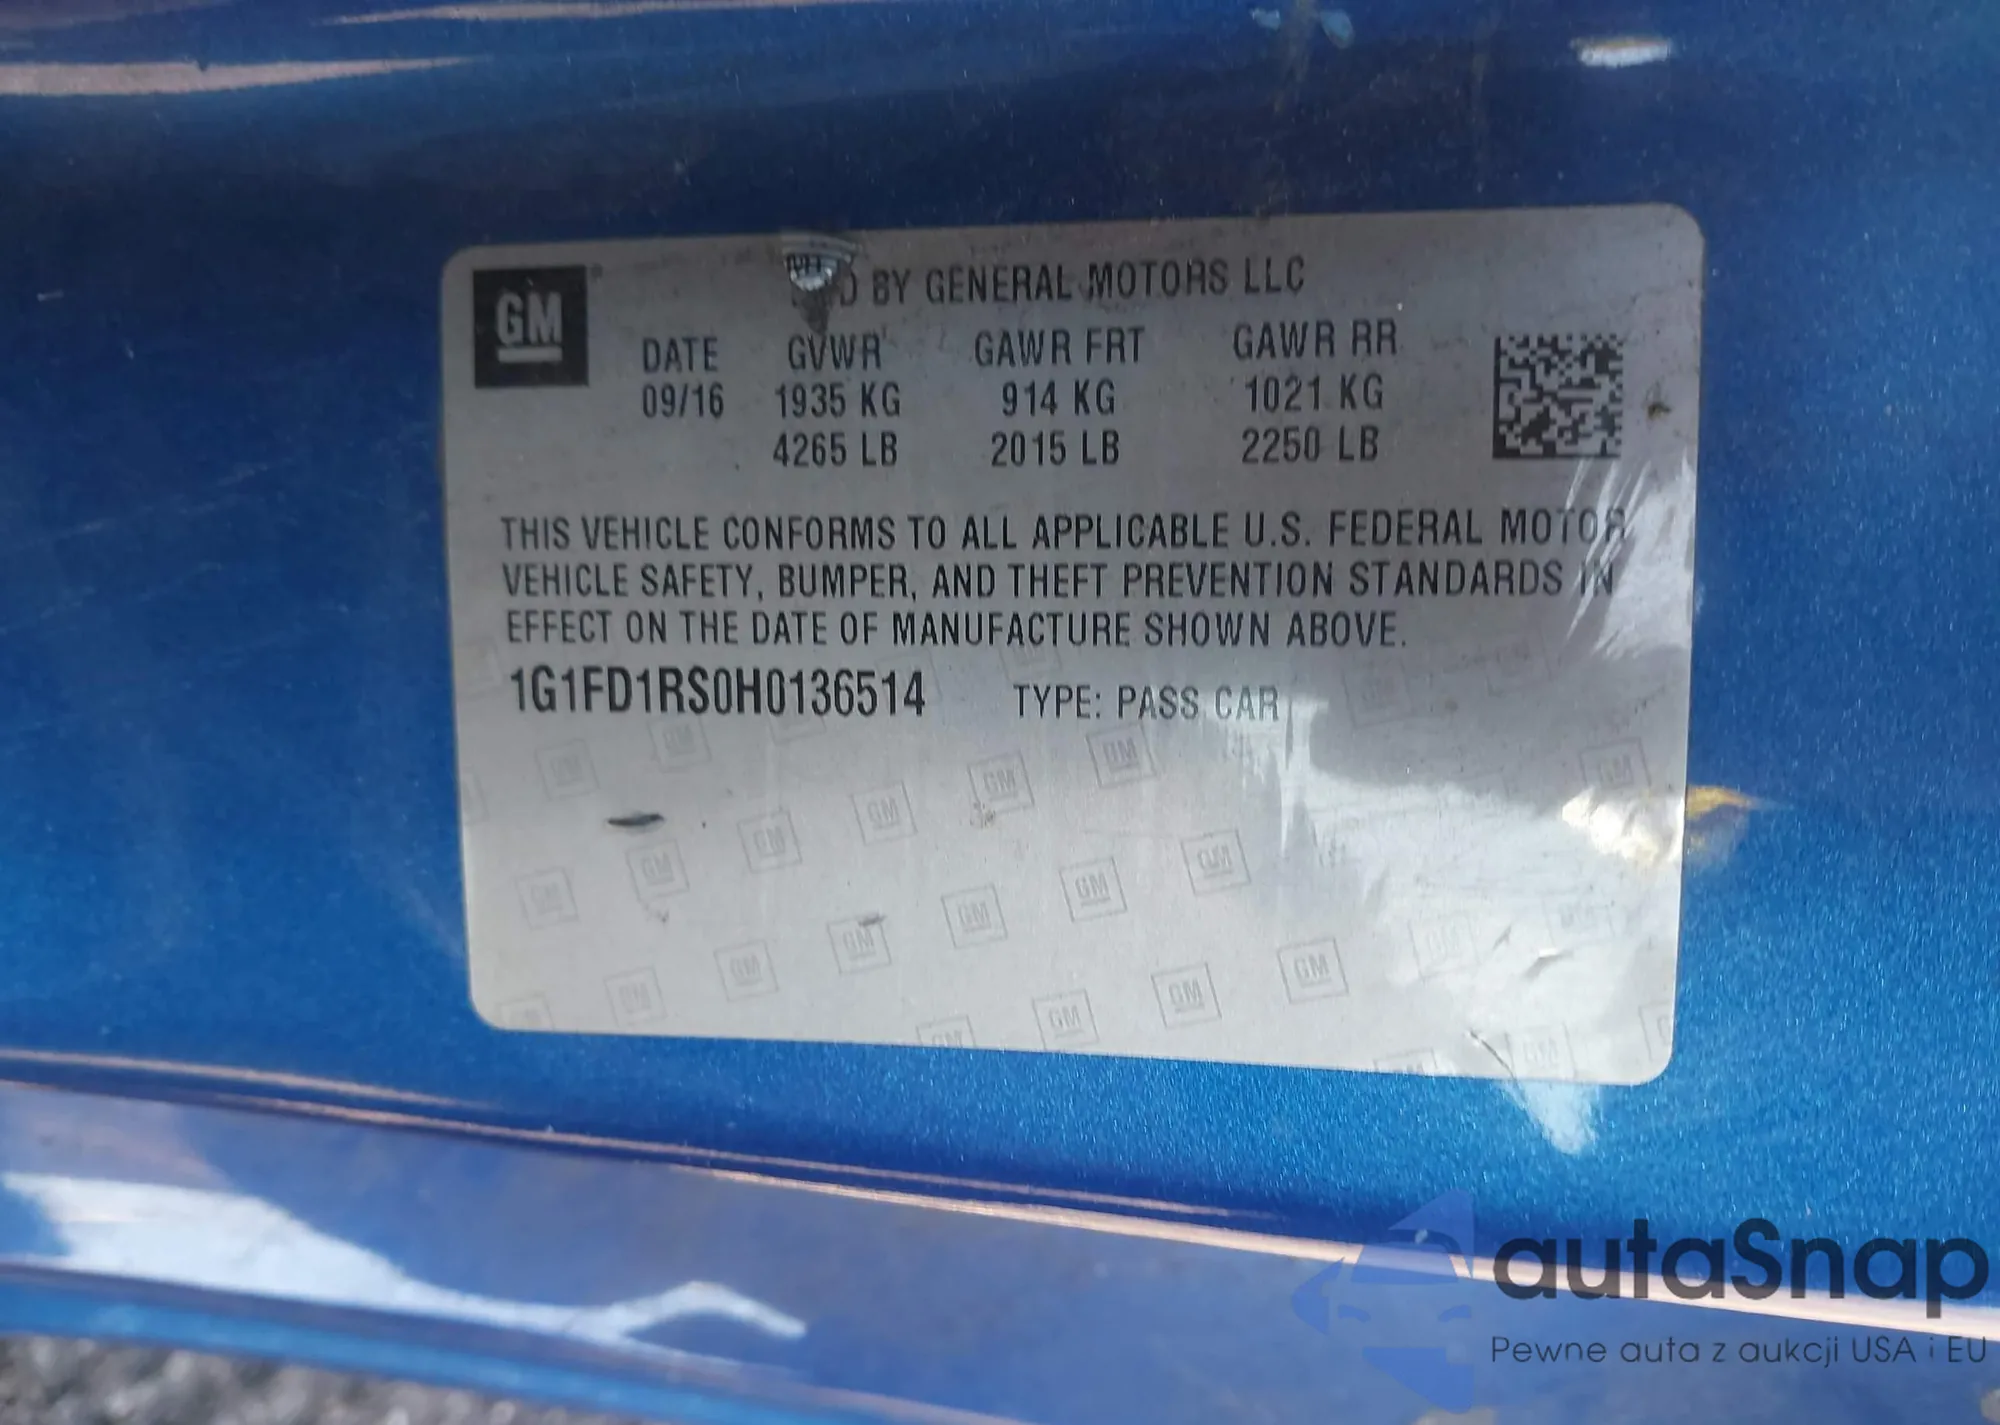 GM
MFD BY GENERAL MOTORS LLC
DATE GVWR GAWR FRT GAWR RR
09/16 1935 KG 914 KG 1021 KG
4265 LB 2015 LB 2250 LB
THIS VEHICLE CONFORMS TO ALL APPLICABLE U.S. FEDERAL MOTOR
VEHICLE SAFETY, BUMPER, AND THEFT PREVENTION STANDARDS IN
EFFECT ON THE DATE OF MANUFACTURE SHOWN ABOVE.
1G1FD1RS0H0136514 TYPE: PASS CAR
autaSnap
Pewne auta z aukcji USA i EU